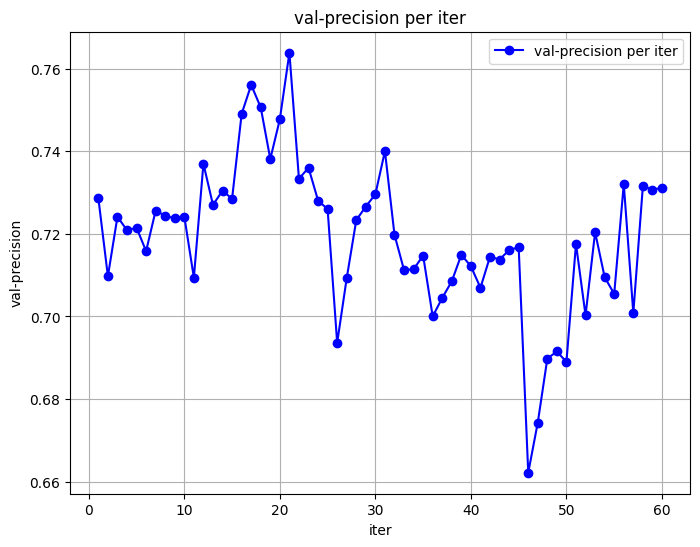 val-precision per iter
val-precision per iter
0.76
0.74
0.72
0.70
0.68
0.66
val-precision
0 10 20 30 40 50 60
iter